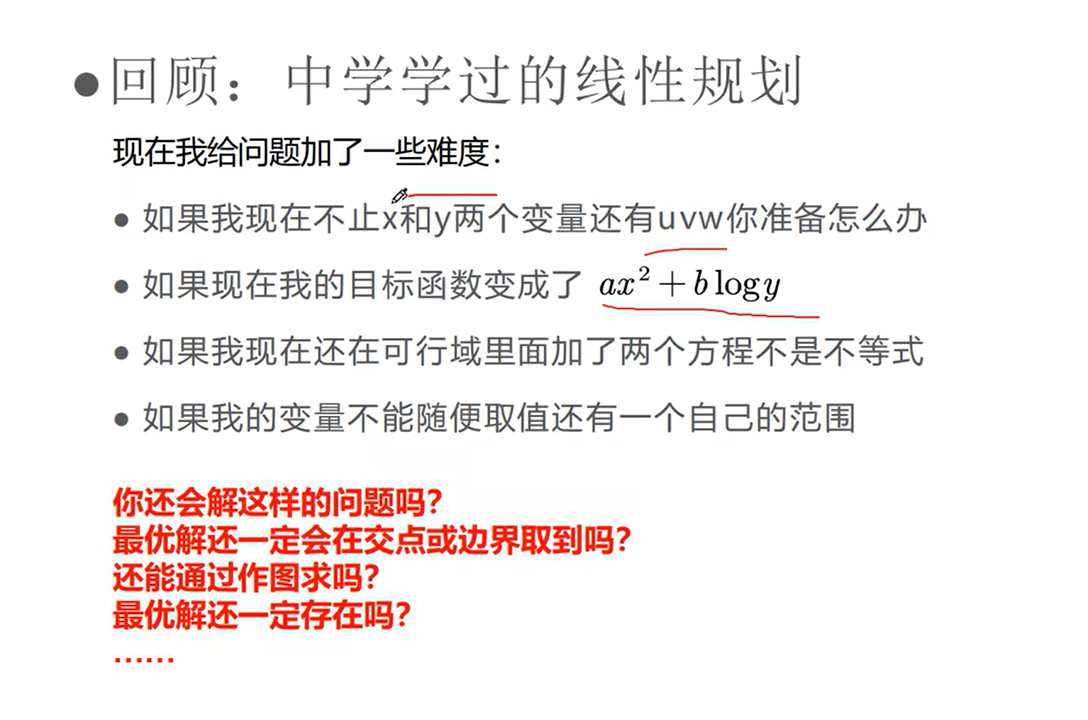 ●回顾：中学学过的线性规划
现在我给问题加了一些难度：
● 如果我现在不止x和y两个变量还有uvw你准备怎么办
● 如果现在我的目标函数变成了 ax² + b log y
● 如果我现在还在可行域里面加了两个方程不是不等式
● 如果我的变量不能随便取值还有一个自己的范围
你还会解这样的问题吗？
最优解还一定会在交点或边界取到吗？
还能通过作图求吗？
最优解还一定存在吗？
……